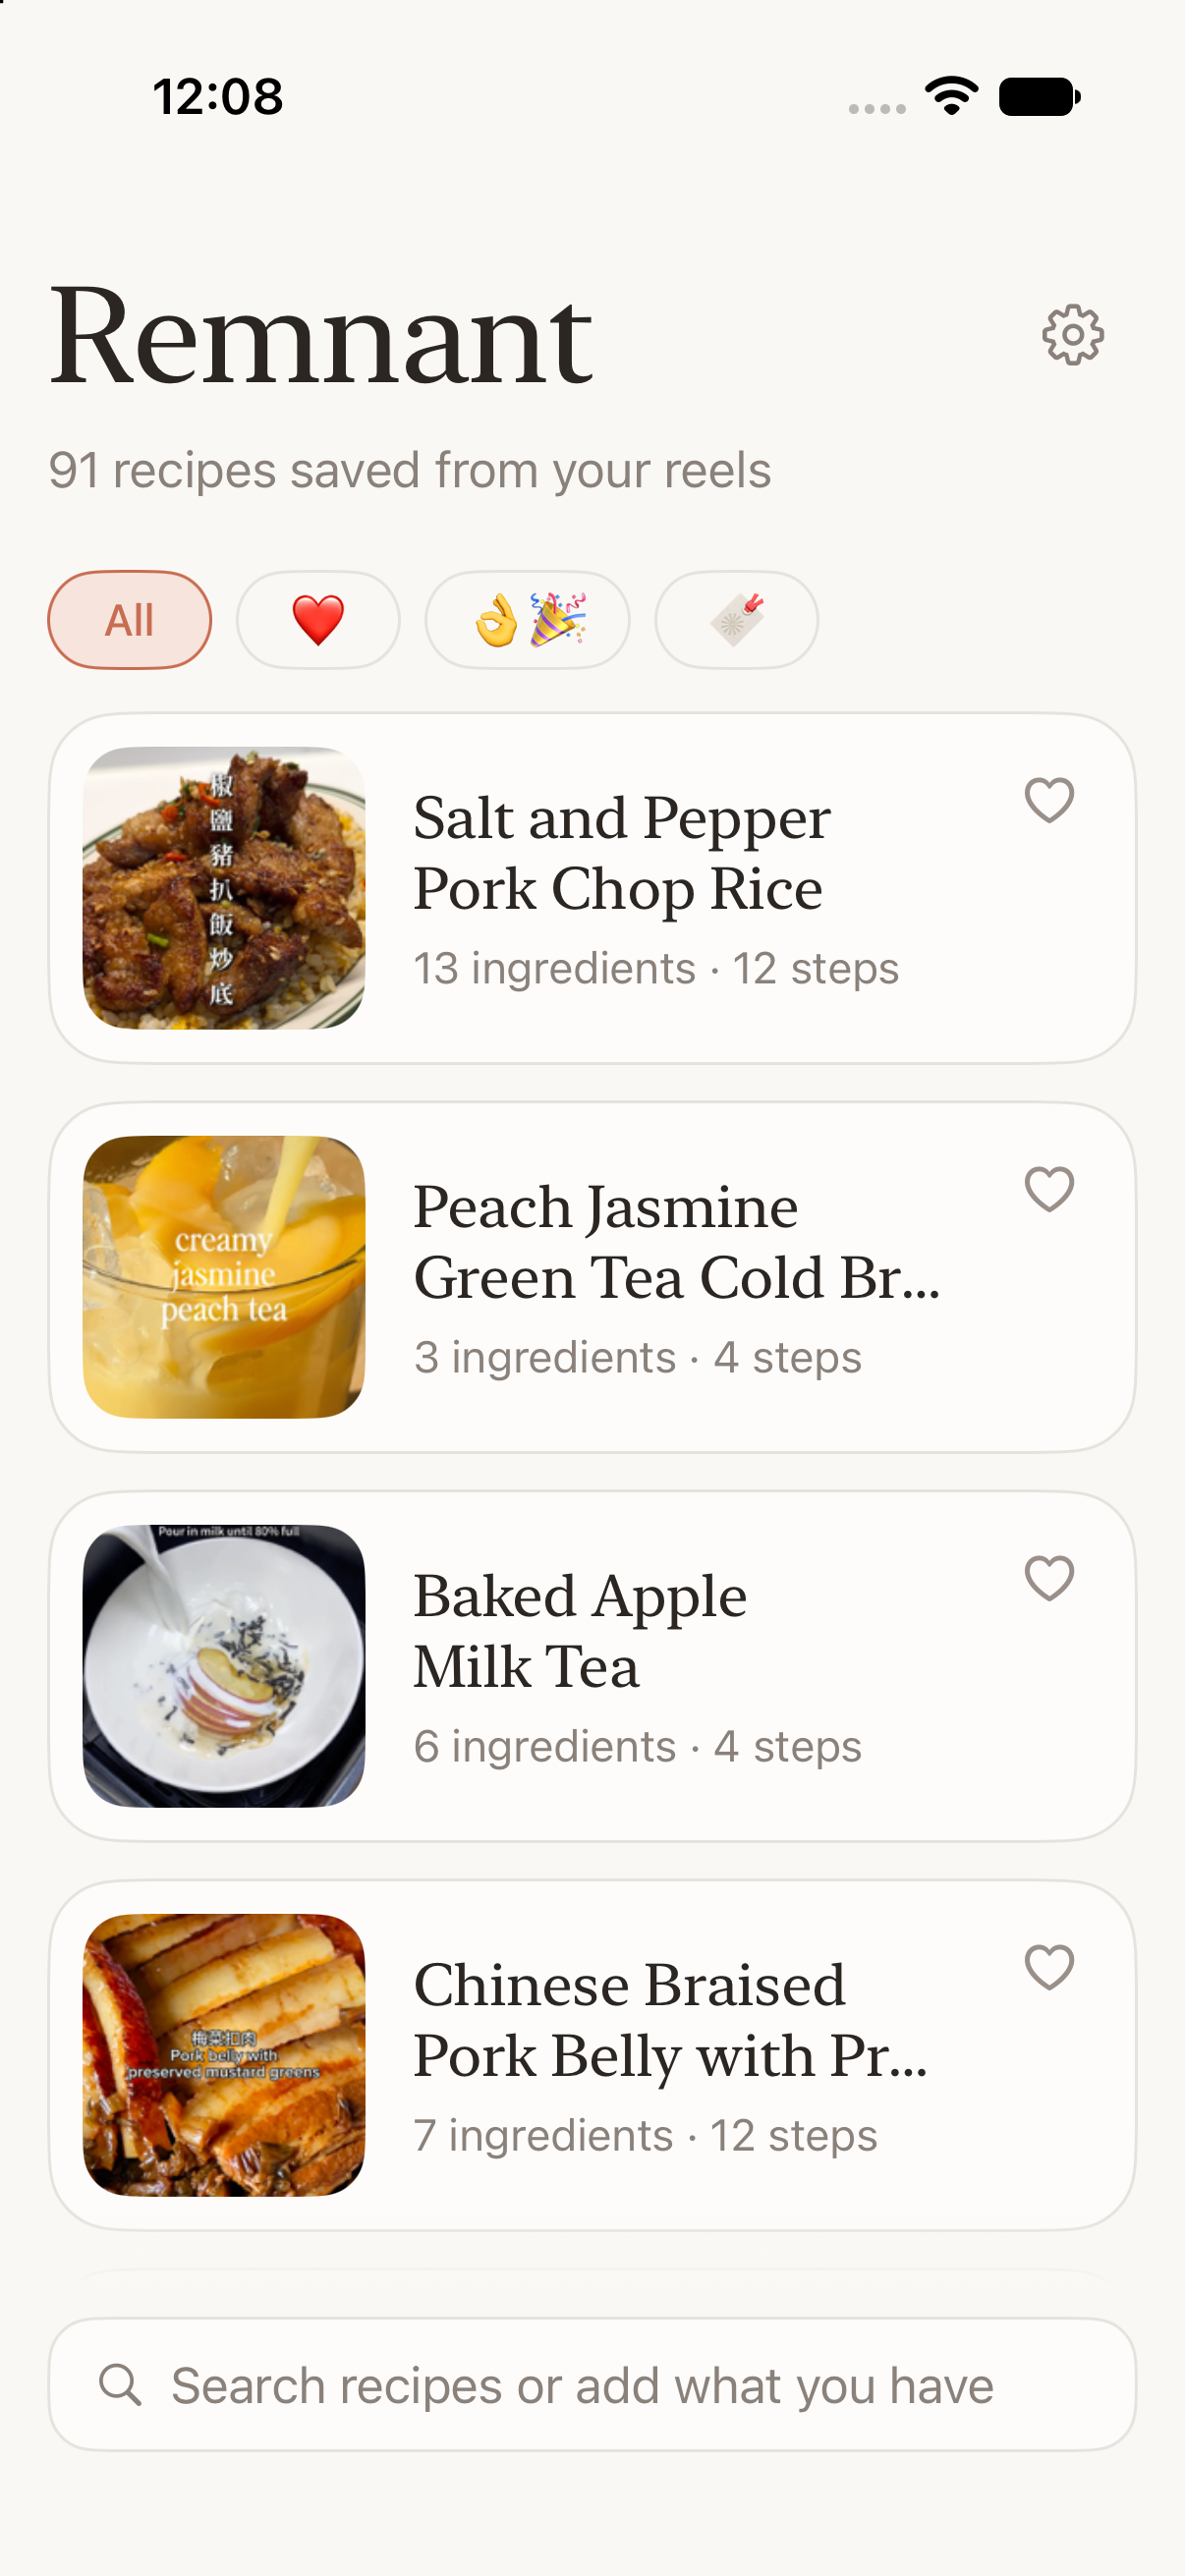 12:08
Remnant
91 recipes saved from your reels
All
椒鹽豬扒飯炒底
Salt and Pepper
Pork Chop Rice
13 ingredients · 12 steps
creamy
jasmine
peach tea
Peach Jasmine
Green Tea Cold Br...
3 ingredients · 4 steps
Pour in milk until 80% full
Baked Apple
Milk Tea
6 ingredients · 4 steps
梅菜扣肉
Pork belly with
preserved mustard greens
Chinese Braised
Pork Belly with Pr...
7 ingredients · 12 steps
Search recipes or add what you have